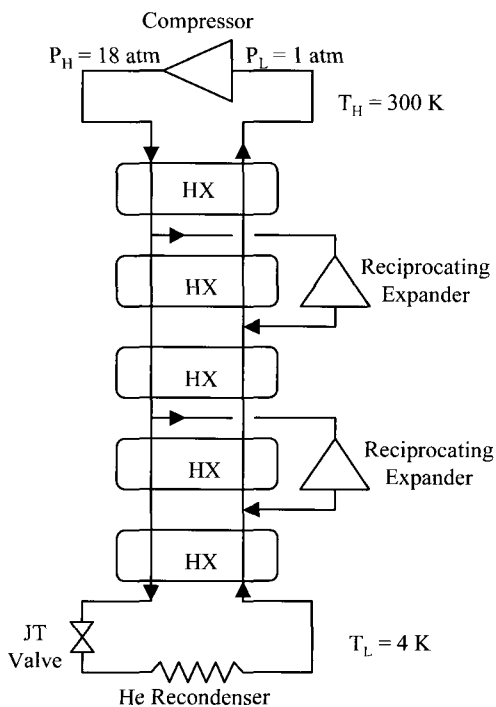 Compressor
P_H = 18 atm
P_L = 1 atm
T_H = 300 K
HX
HX
Reciprocating
Expander
HX
HX
Reciprocating
Expander
HX
JT
Valve
T_L = 4 K
He Recondenser